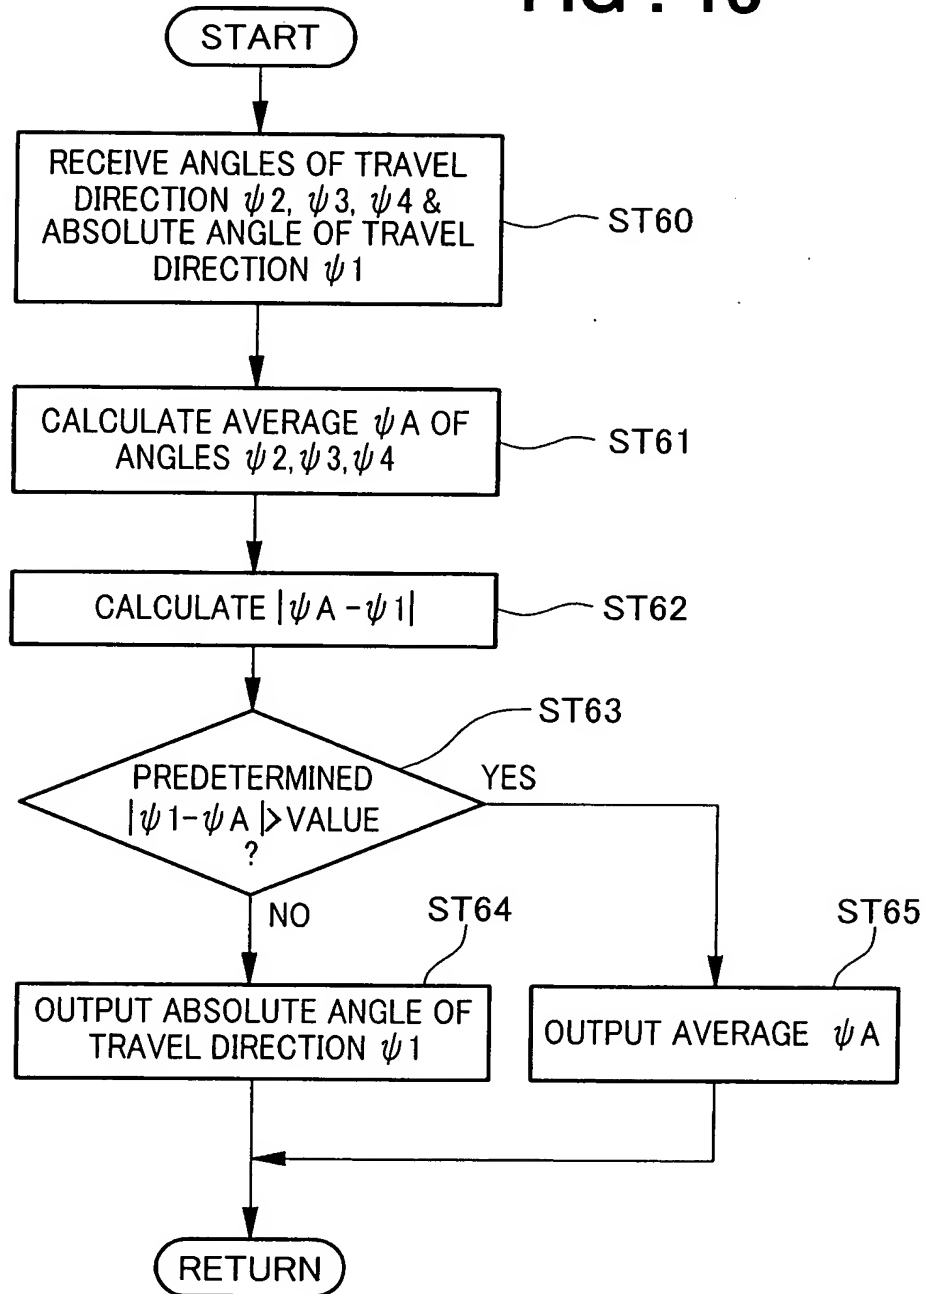 START
RECEIVE ANGLES OF TRAVEL
DIRECTION ψ2, ψ3, ψ4 &
ABSOLUTE ANGLE OF TRAVEL
DIRECTION ψ1
ST60
CALCULATE AVERAGE ψA OF
ANGLES ψ2,ψ3,ψ4
ST61
CALCULATE |ψA-ψ1|
ST62
ST63
PREDETERMINED
|ψ1-ψA|>VALUE
?
YES
NO
ST64
ST65
OUTPUT ABSOLUTE ANGLE OF
TRAVEL DIRECTION ψ1
OUTPUT AVERAGE ψA
RETURN